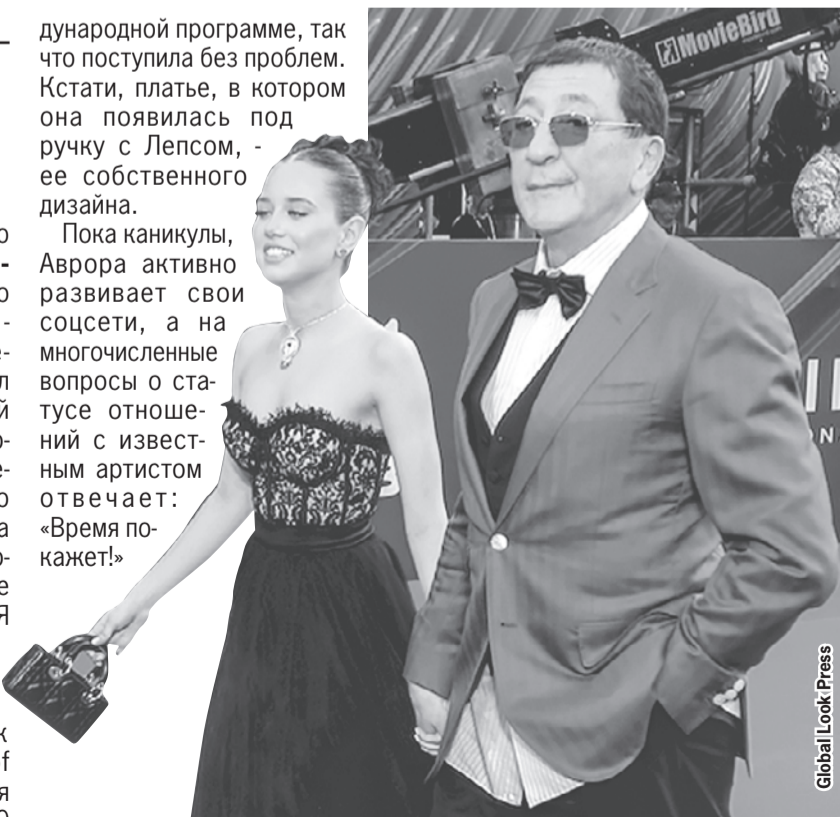 дународной программе, так
что поступила без проблем.
Кстати, платье, в котором
она появилась под
ручку с Лепсом, -
ее собственного
дизайна.
Пока каникулы,
Аврора активно
развивает свои
соцсети, а на
многочисленные
вопросы о ста-
тусе отноше-
ний с извест-
ным артистом
отвечает:
«Время по-
кажет!»
MovieBird
Global Look Press